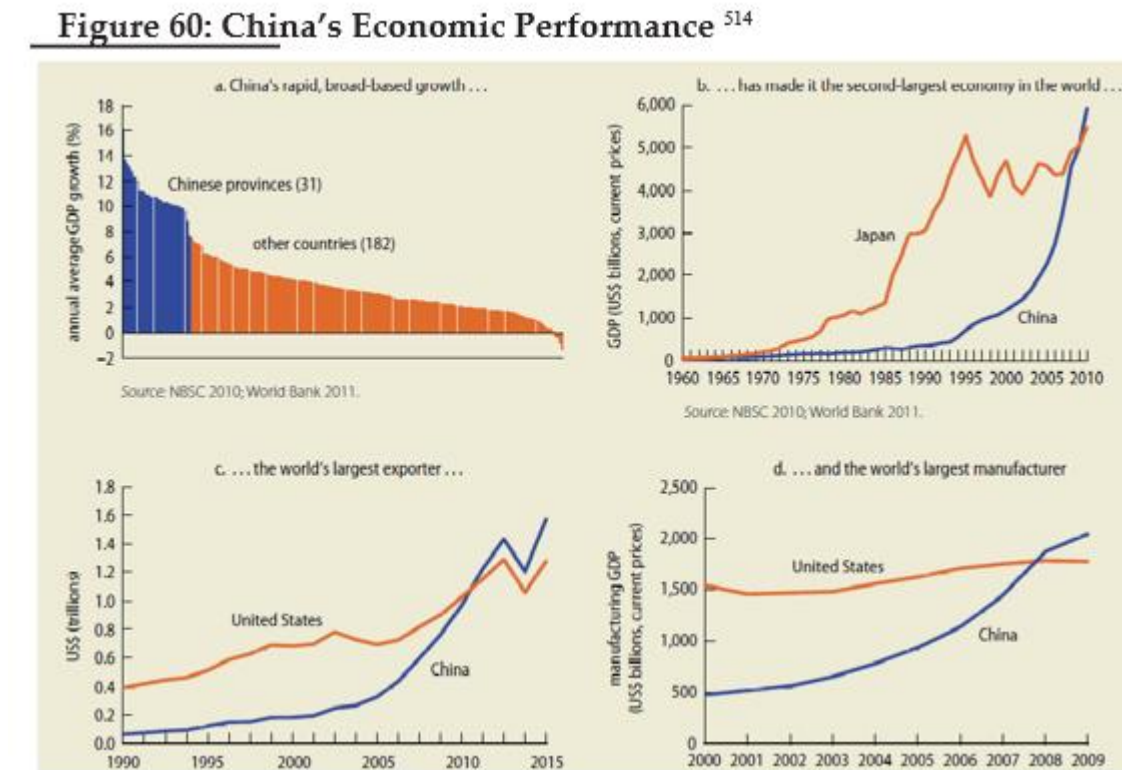 Figure 60: China's Economic Performance 514
a. China's rapid, broad-based growth ...
annual average GDP growth (%)
18
16
14
12
10
8
6
4
2
0
–2
Chinese provinces (31)
other countries (182)
Source: NBSC 2010; World Bank 2011.
b. ... has made it the second-largest economy in the world ...
GDP (US$ billions, current prices)
6,000
5,000
4,000
3,000
2,000
1,000
0
Japan
China
1960 1965 1970 1975 1980 1985 1990 1995 2000 2005 2010
Source: NBSC 2010; World Bank 2011.
c. ... the world's largest exporter ...
US$ (trillions)
1.8
1.6
1.4
1.2
1.0
0.8
0.6
0.4
0.2
0.0
United States
China
1990 1995 2000 2005 2010 2015
d. ... and the world's largest manufacturer
manufacturing GDP
(US$ billions, current prices)
2,500
2,000
1,500
1,000
500
0
United States
China
2000 2001 2002 2003 2004 2005 2006 2007 2008 2009